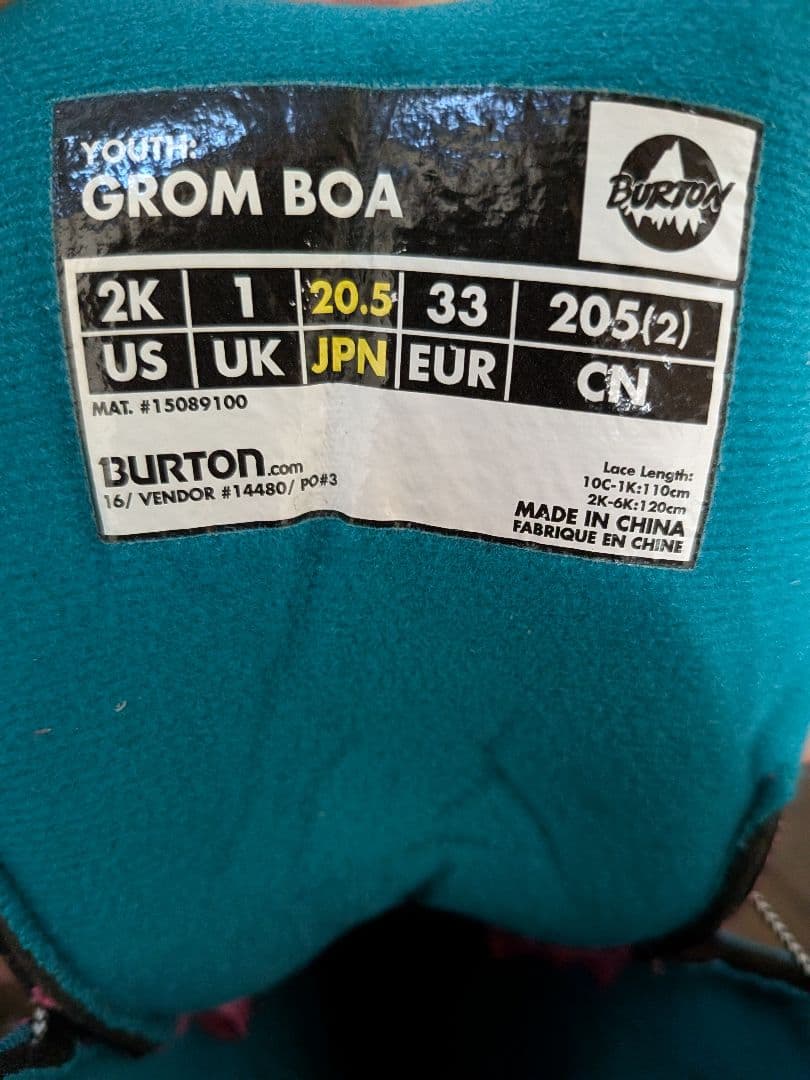 YOUTH:
GROM BOA
BURTON
2K 1 20.5 33 205(2)
US UK JPN EUR CN
MAT. #15089100
BURTON.com
16/ VENDOR #14480/ PO#3
Lace Length:
10C-1K:110cm
2K-6K:120cm
MADE IN CHINA
FABRIQUE EN CHINE